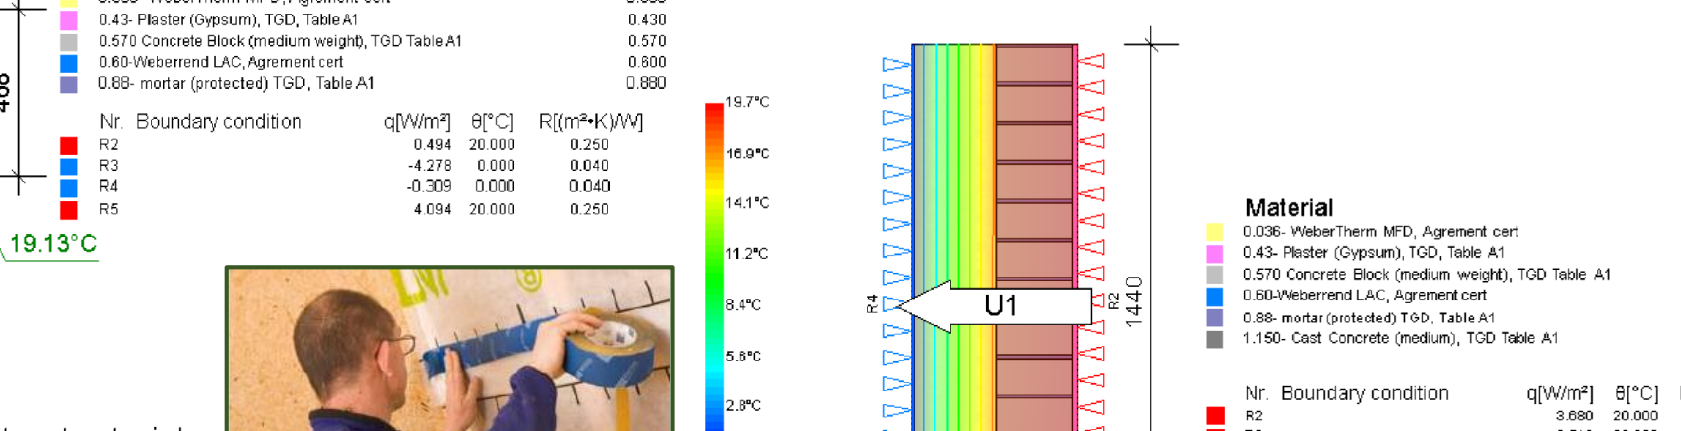 0.43- Plaster (Gypsum), TGD, Table A1 0.430
0.570 Concrete Block (medium weight), TGD Table A1 0.570
0.60-Weberrend LAC, Agrement cert 0.600
0.88- mortar (protected) TGD, Table A1 0.880
468
Nr. Boundary condition q[W/m²] θ[°C] R[(m²•K)/W]
R2 0.494 20.000 0.250
R3 -4.278 0.000 0.040
R4 -0.309 0.000 0.040
R5 4.094 20.000 0.250
19.13°C
19.7°C
16.9°C
14.1°C
11.2°C
8.4°C
5.6°C
2.8°C
R4
U1
R2
1440
Material
0.036- WeberTherm MFD, Agrement cert
0.43- Plaster (Gypsum), TGD, Table A1
0.570 Concrete Block (medium weight), TGD Table A1
0.60-Weberrend LAC, Agrement cert
0.88- mortar (protected) TGD, Table A1
1.150- Cast Concrete (medium), TGD Table A1
Nr. Boundary condition q[W/m²] θ[°C]
R2 3.680 20.000